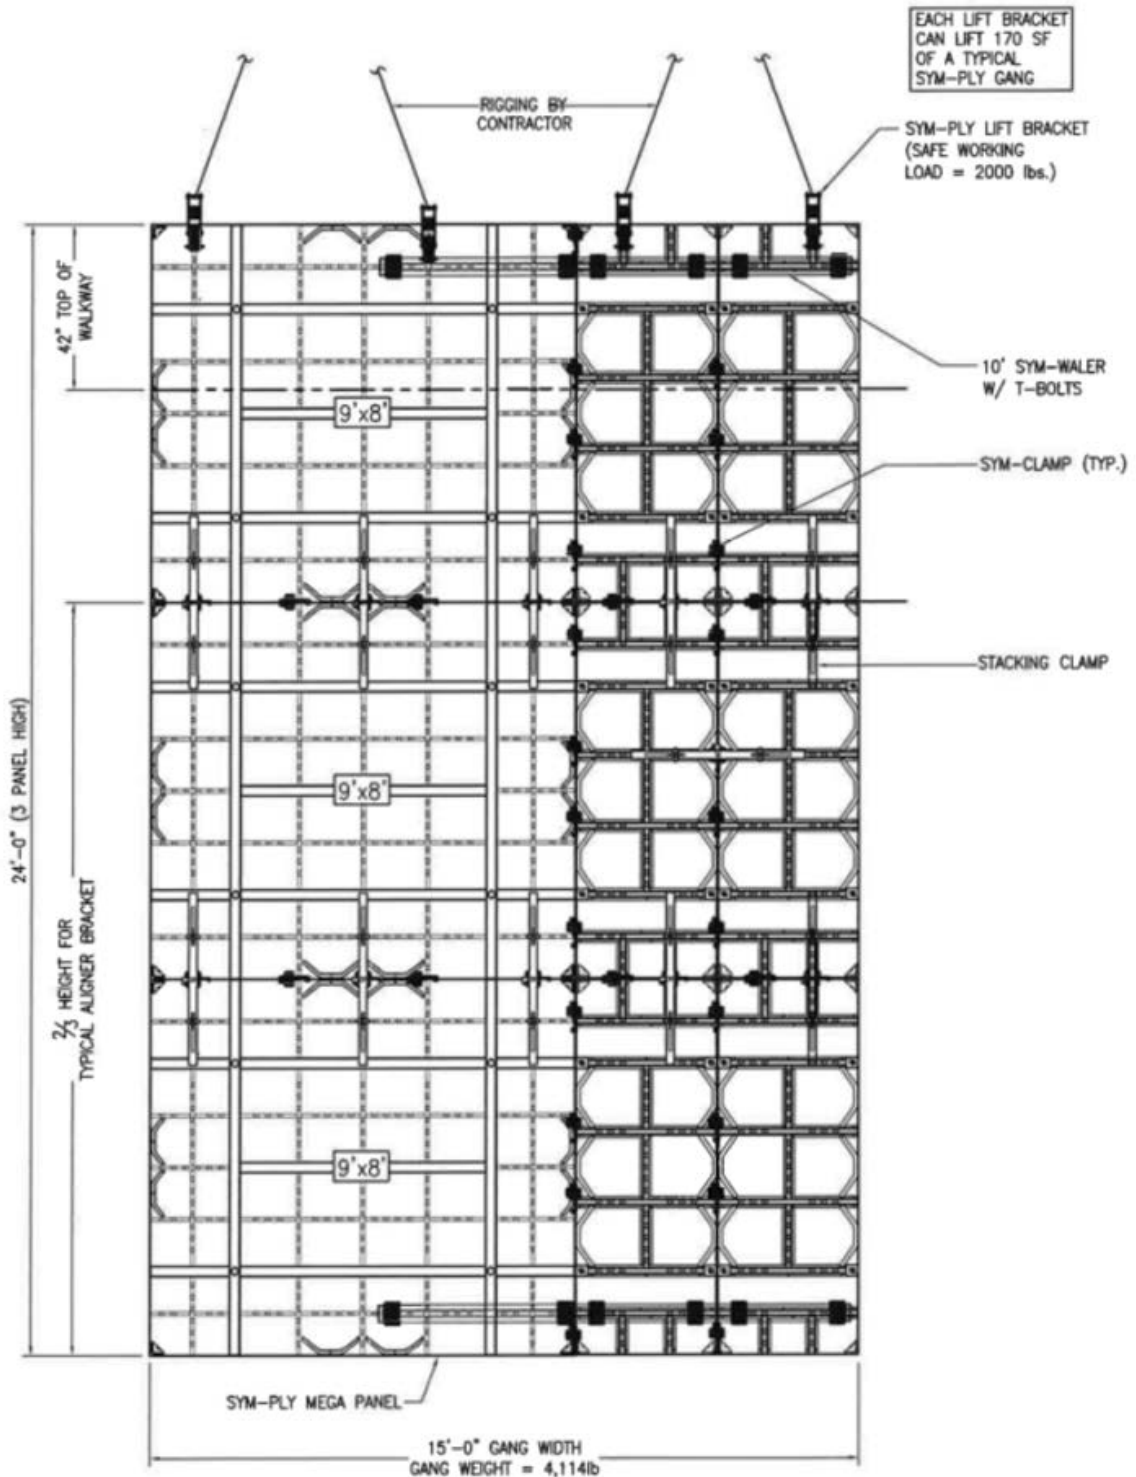 EACH LIFT BRACKET
CAN LIFT 170 SF
OF A TYPICAL
SYM-PLY GANG
RIGGING BY
CONTRACTOR
SYM-PLY LIFT BRACKET
(SAFE WORKING
LOAD = 2000 lbs.)
42" TOP OF
WALKWAY
10' SYM-WALER
W/ T-BOLTS
9'x8'
SYM-CLAMP (TYP.)
STACKING CLAMP
24'-0" (3 PANEL HIGH)
9'x8'
2/3 HEIGHT FOR
TYPICAL ALIGNER BRACKET
9'x8'
SYM-PLY MEGA PANEL
15'-0" GANG WIDTH
GANG WEIGHT = 4,114lb